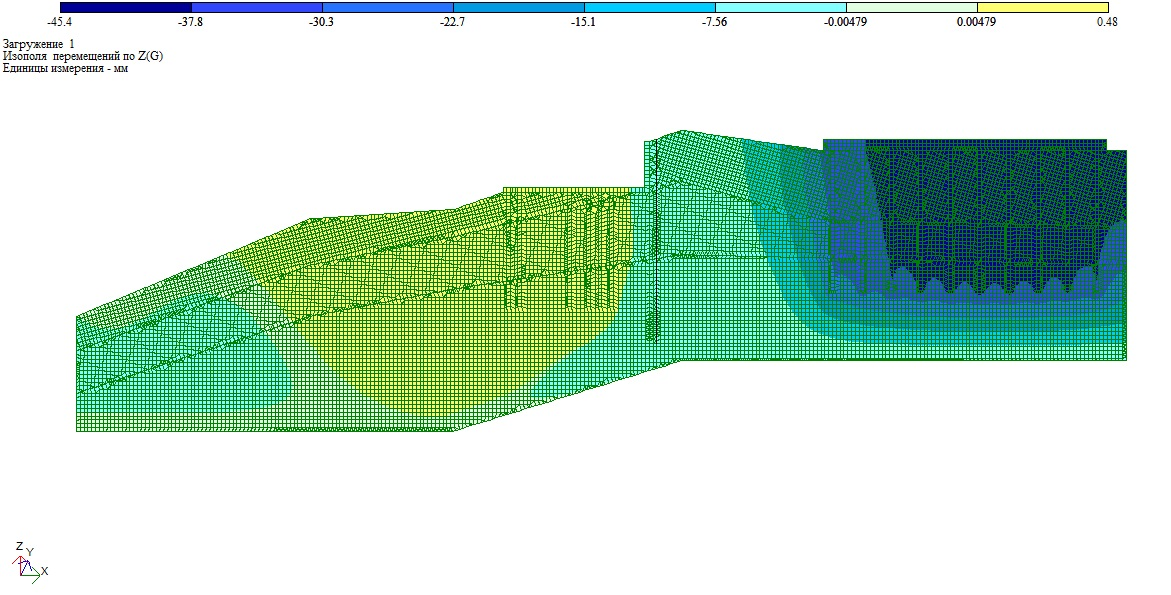 -45.4 -37.8 -30.3 -22.7 -15.1 -7.56 -0.00479 0.00479 0.48
Загружение 1
Изополя перемещений по Z(G)
Единицы измерения - мм
Z
Y
X